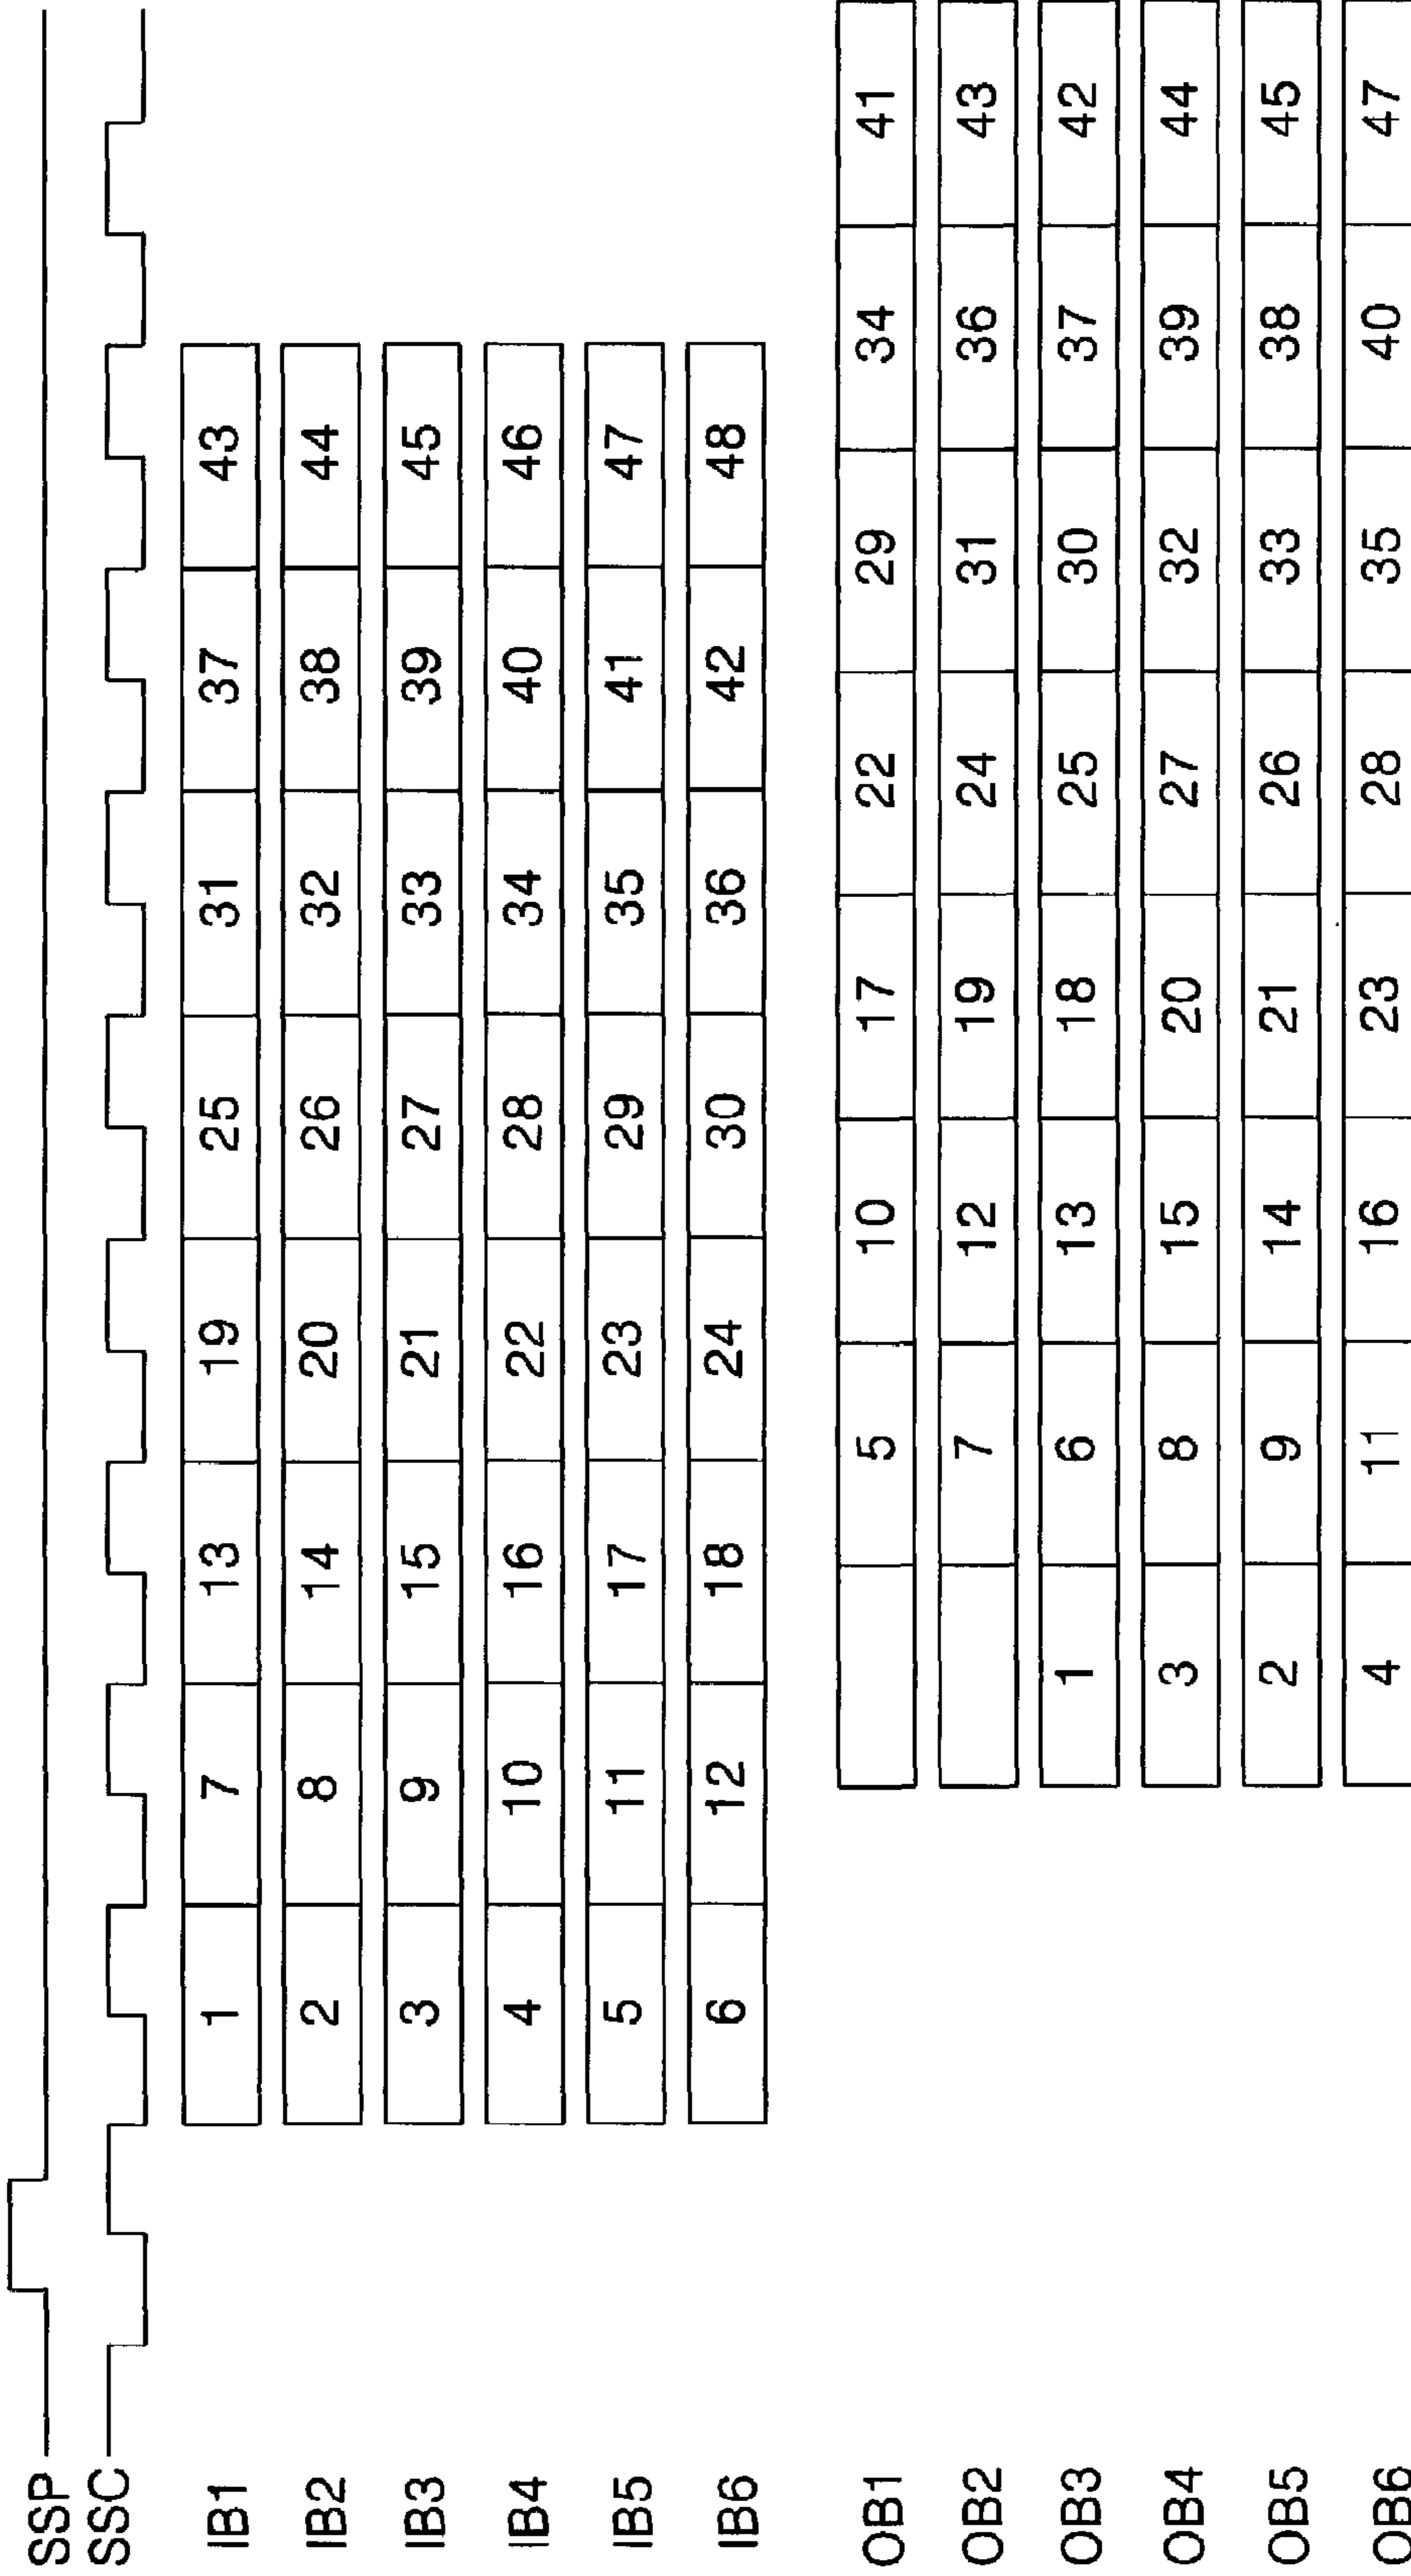 SSP
SSC
IB1 1 7 13 19 25 31 37 43
IB2 2 8 14 20 26 32 38 44
IB3 3 9 15 21 27 33 39 45
IB4 4 10 16 22 28 34 40 46
IB5 5 11 17 23 29 35 41 47
IB6 6 12 18 24 30 36 42 48
OB1 5 10 17 22 29 34 41
OB2 7 12 19 24 31 36 43
OB3 1 6 13 18 25 30 37 42
OB4 3 8 15 20 27 32 39 44
OB5 2 9 14 21 26 33 38 45
OB6 4 11 16 23 28 35 40 47